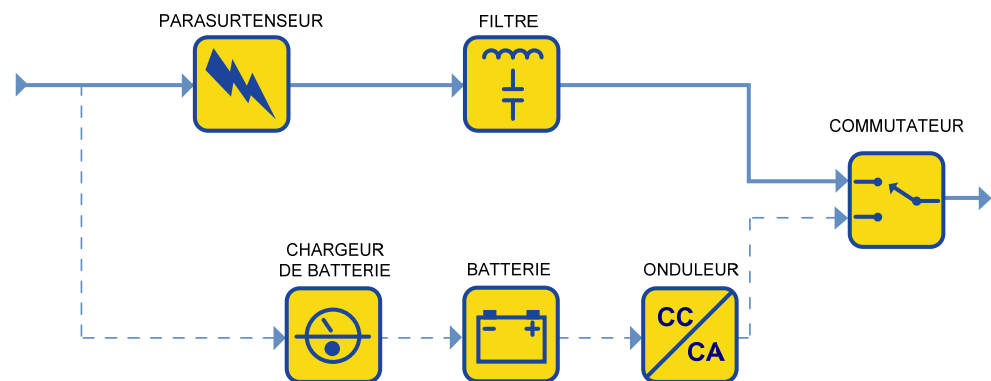 PARASURTENSEUR
FILTRE
COMMUTATEUR
CHARGEUR
DE BATTERIE
BATTERIE
ONDULEUR
CC
CA